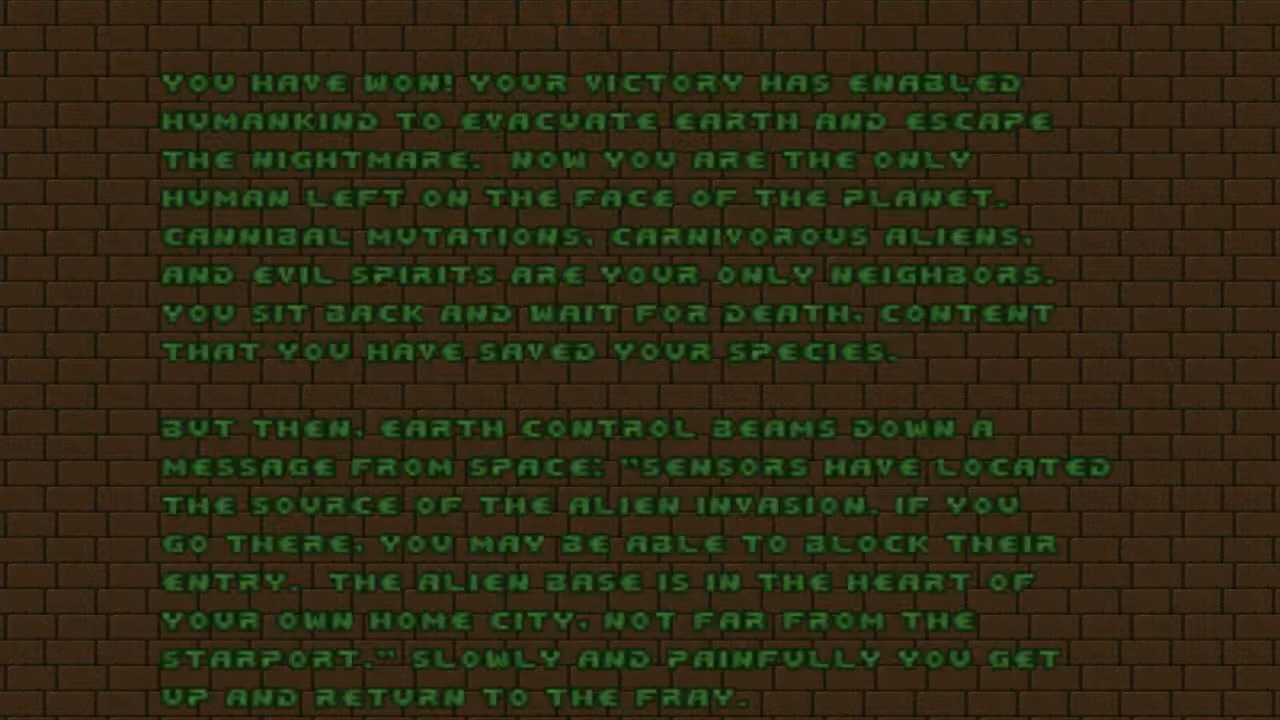 YOU HAVE WON! YOUR VICTORY HAS ENABLED
HUMANKIND TO EVACUATE EARTH AND ESCAPE
THE NIGHTMARE.  NOW YOU ARE THE ONLY
HUMAN LEFT ON THE FACE OF THE PLANET.
CANNIBAL MUTATIONS, CARNIVOROUS ALIENS,
AND EVIL SPIRITS ARE YOUR ONLY NEIGHBORS.
YOU SIT BACK AND WAIT FOR DEATH, CONTENT
THAT YOU HAVE SAVED YOUR SPECIES.
BUT THEN, EARTH CONTROL BEAMS DOWN A
MESSAGE FROM SPACE: "SENSORS HAVE LOCATED
THE SOURCE OF THE ALIEN INVASION. IF YOU
GO THERE, YOU MAY BE ABLE TO BLOCK THEIR
ENTRY.  THE ALIEN BASE IS IN THE HEART OF
YOUR OWN HOME CITY, NOT FAR FROM THE
STARPORT." SLOWLY AND PAINFULLY YOU GET
UP AND RETURN TO THE FRAY.